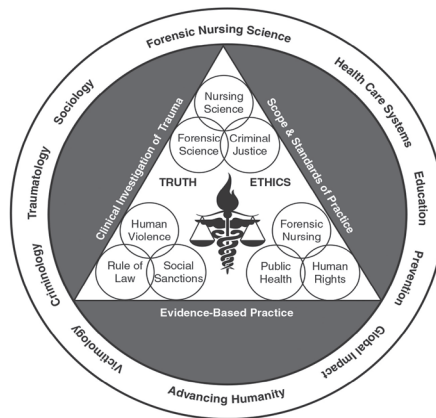 Forensic Nursing Science
Health Care Systems
Education
Prevention
Global Impact
Advancing Humanity
Victimology
Criminology
Traumatology
Sociology
Clinical Investigation of Trauma
Scope & Standards of Practice
Evidence-Based Practice
Nursing
Science
Forensic
Science
Criminal
Justice
TRUTH
ETHICS
Human
Violence
Rule of
Law
Social
Sanctions
Forensic
Nursing
Public
Health
Human
Rights